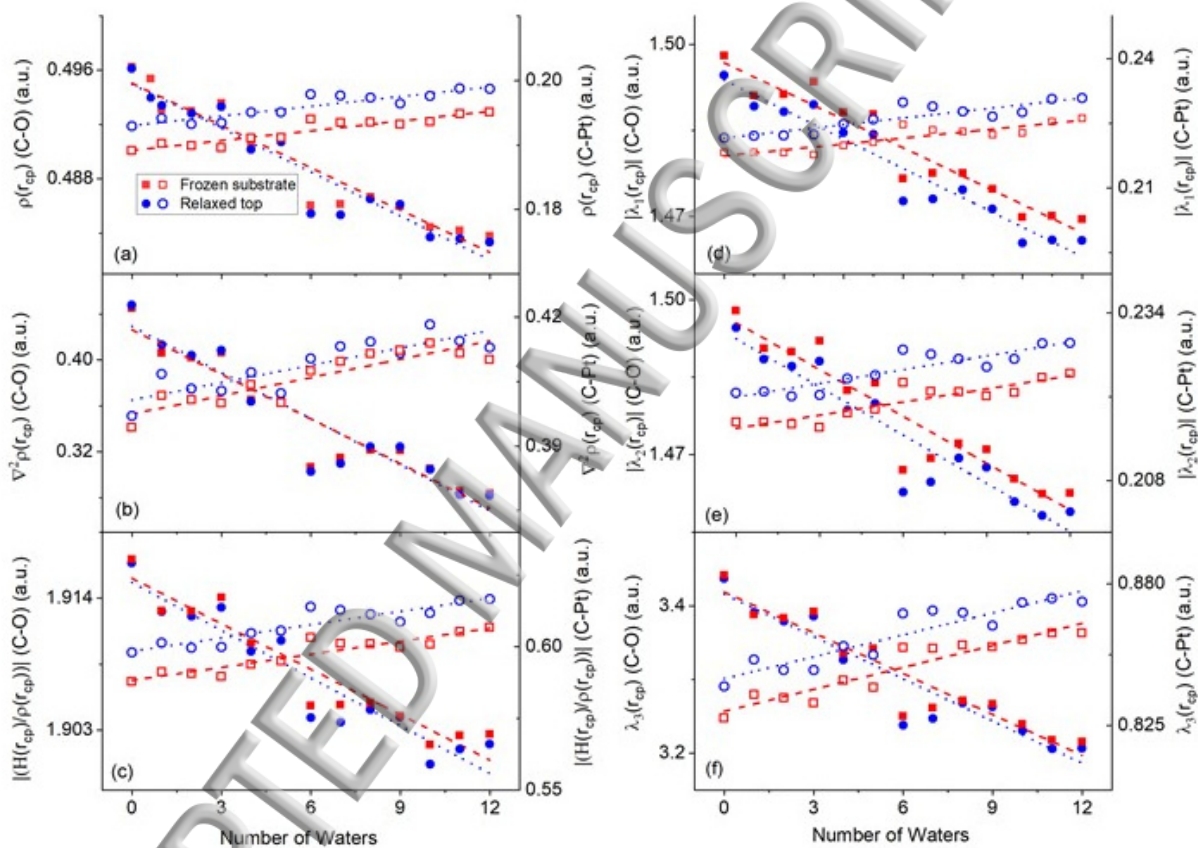 0.496
0.488
0.20
0.18
ρ(r_cp) (C-O) (a.u.)
ρ(r_cp) (C-Pt) (a.u.)
Frozen substrate
Relaxed top
(a)
1.50
1.47
0.24
0.21
|λ₁(r_cp)| (C-O) (a.u.)
|λ₁(r_cp)| (C-Pt) (a.u.)
(d)
0.40
0.32
0.42
0.39
∇²ρ(r_cp) (C-O) (a.u.)
∇²ρ(r_cp) (C-Pt) (a.u.)
(b)
1.50
1.47
0.234
0.208
|λ₂(r_cp)| (C-O) (a.u.)
|λ₂(r_cp)| (C-Pt) (a.u.)
(e)
1.914
1.903
0.60
0.55
|(H(r_cp)/ρ(r_cp))| (C-O) (a.u.)
|(H(r_cp)/ρ(r_cp))| (C-Pt) (a.u.)
(c)
0 3 6 9 12
Number of Waters
3.4
3.2
0.880
0.825
λ₃(r_cp) (C-O) (a.u.)
λ₃(r_cp) (C-Pt) (a.u.)
(f)
0 3 6 9 12
Number of Waters
PTED MANUSCRI